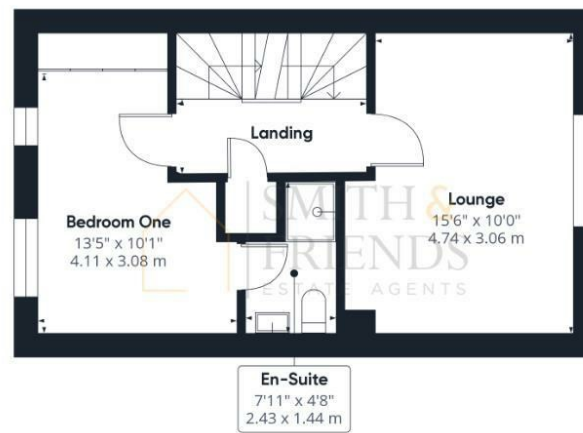 Landing
Bedroom One
13'5" x 10'1"
4.11 x 3.08 m
Lounge
15'6" x 10'0"
4.74 x 3.06 m
SMITH &
FRIENDS
ESTATE AGENTS
En-Suite
7'11" x 4'8"
2.43 x 1.44 m